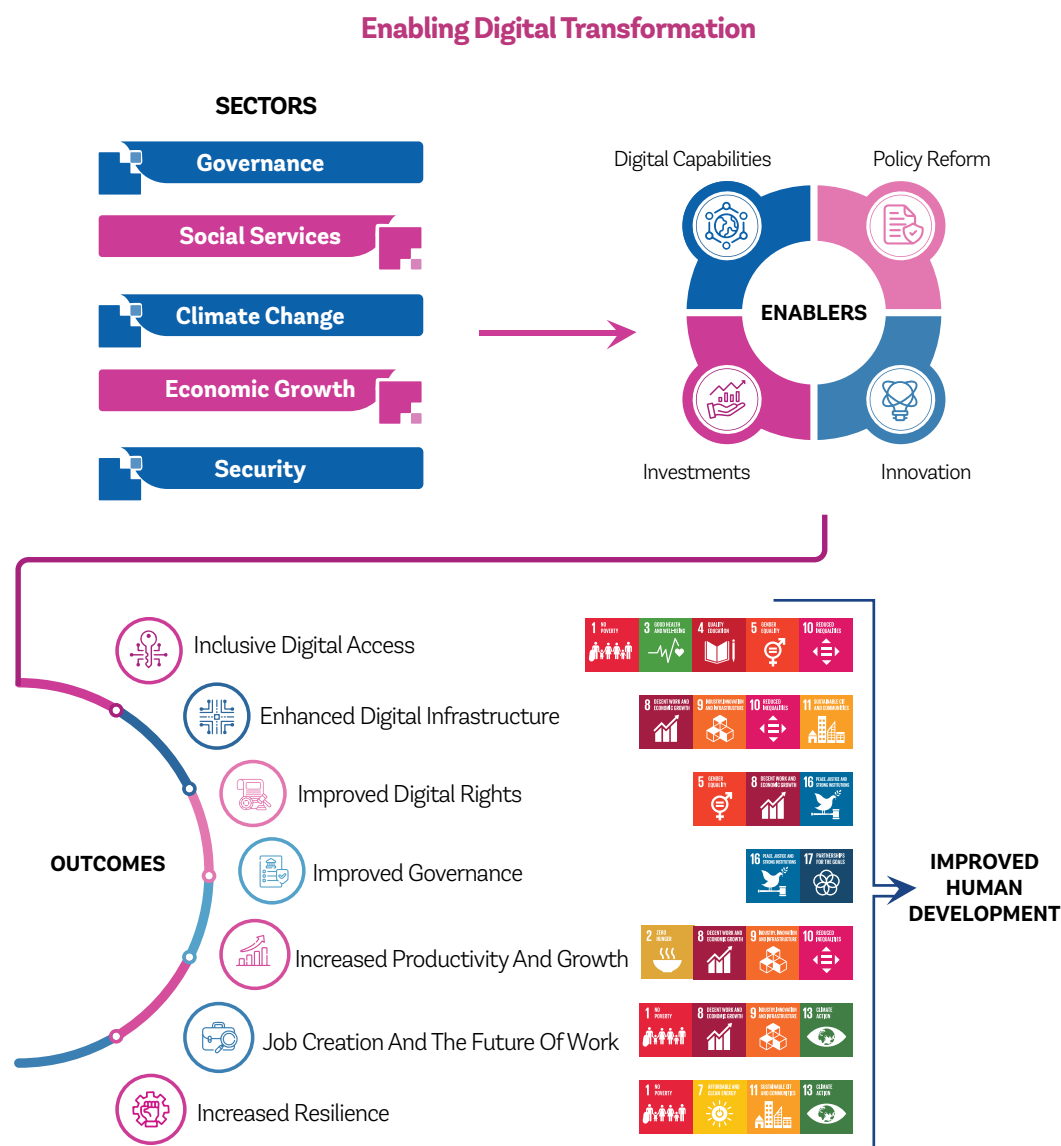 Enabling Digital Transformation
SECTORS
Governance
Social Services
Climate Change
Economic Growth
Security
Digital Capabilities
Policy Reform
ENABLERS
Investments
Innovation
OUTCOMES
Inclusive Digital Access
1 NO
POVERTY
3 GOOD HEALTH
AND WELL-BEING
4 QUALITY
EDUCATION
5 GENDER
EQUALITY
10 REDUCED
INEQUALITIES
Enhanced Digital Infrastructure
8 DECENT WORK AND
ECONOMIC GROWTH
9 INDUSTRY, INNOVATION
AND INFRASTRUCTURE
10 REDUCED
INEQUALITIES
11 SUSTAINABLE CIT
AND COMMUNITIES
Improved Digital Rights
5 GENDER
EQUALITY
8 DECENT WORK AND
ECONOMIC GROWTH
16 PEACE, JUSTICE AND
STRONG INSTITUTIONS
Improved Governance
16 PEACE, JUSTICE AND
STRONG INSTITUTIONS
17 PARTNERSHIPS
FOR THE GOALS
Increased Productivity And Growth
2 ZERO
HUNGER
8 DECENT WORK AND
ECONOMIC GROWTH
9 INDUSTRY, INNOVATION
AND INFRASTRUCTURE
10 REDUCED
INEQUALITIES
Job Creation And The Future Of Work
1 NO
POVERTY
8 DECENT WORK AND
ECONOMIC GROWTH
9 INDUSTRY, INNOVATION
AND INFRASTRUCTURE
13 CLIMATE
ACTION
Increased Resilience
1 NO
POVERTY
7 AFFORDABLE AND
CLEAN ENERGY
11 SUSTAINABLE CIT
AND COMMUNITIES
13 CLIMATE
ACTION
IMPROVED
HUMAN
DEVELOPMENT